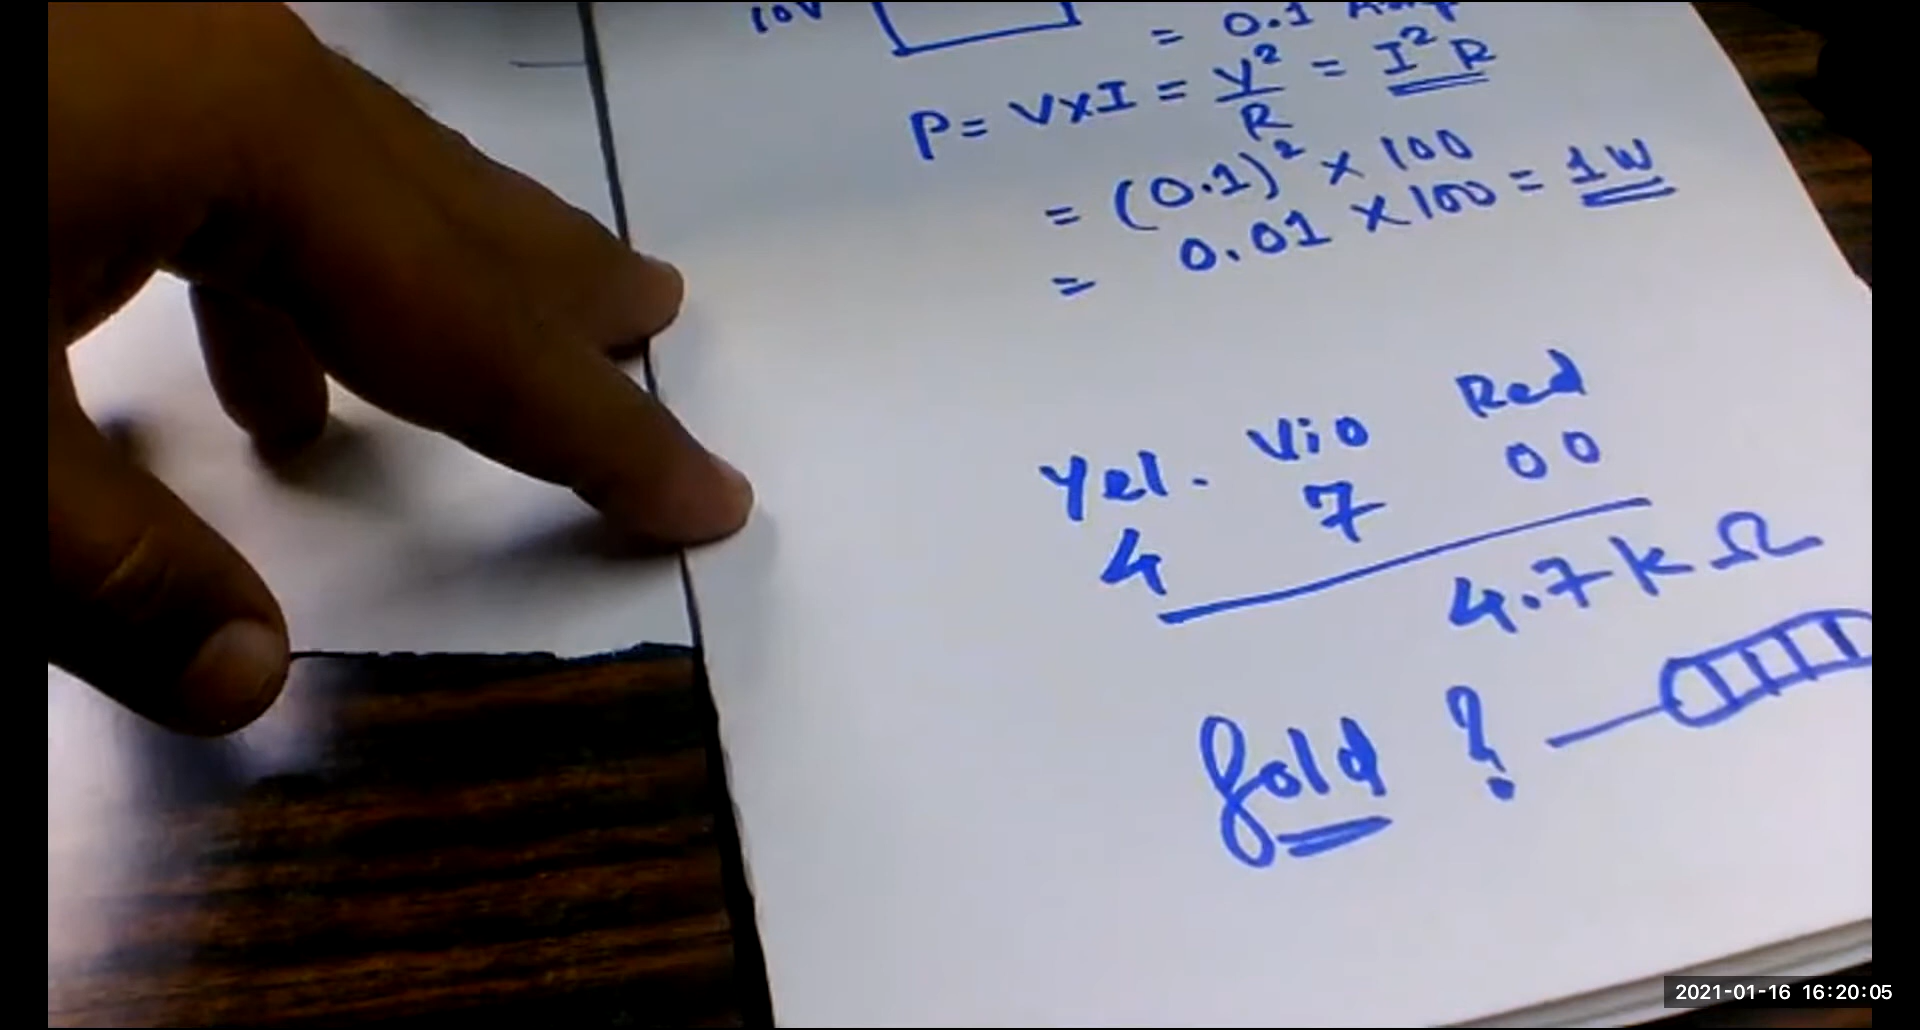 10V
= 0.1 Amp
P = V×I = V²/R = I²R
= (0.1)² × 100
= 0.01 × 100 = 1W
Yel. Vio Red
4 7 00
4.7k Ω
Gold ?
2021-01-16 16:20:05